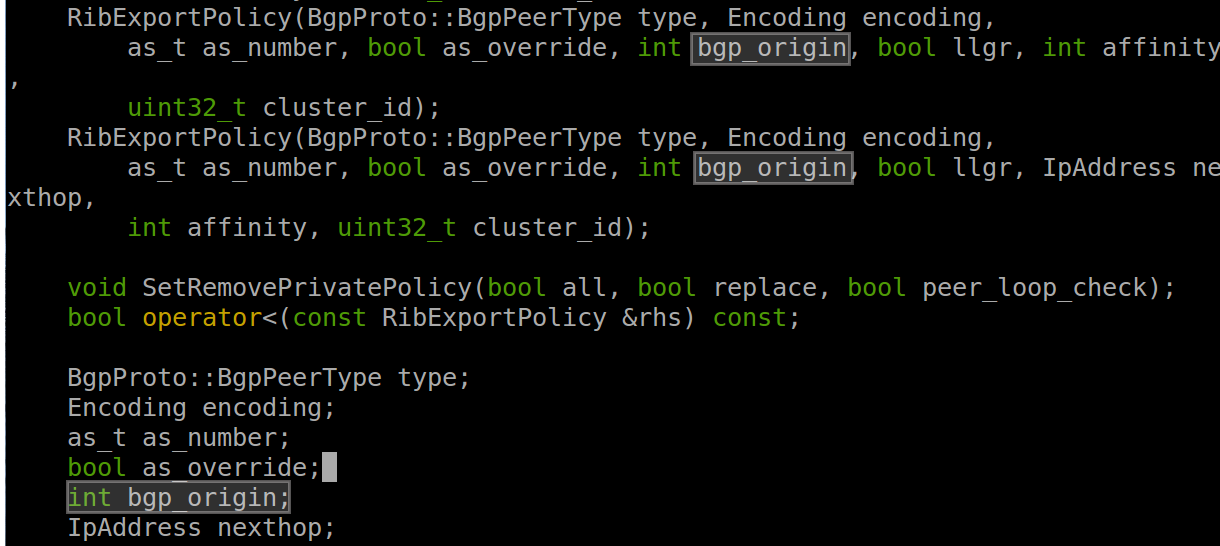 RibExportPolicy(BgpProto::BgpPeerType type, Encoding encoding,
as_t as_number, bool as_override, int bgp_origin, bool llgr, int affinity
,
uint32_t cluster_id);
RibExportPolicy(BgpProto::BgpPeerType type, Encoding encoding,
as_t as_number, bool as_override, int bgp_origin, bool llgr, IpAddress ne
xthop,
int affinity, uint32_t cluster_id);
void SetRemovePrivatePolicy(bool all, bool replace, bool peer_loop_check);
bool operator<(const RibExportPolicy &rhs) const;
BgpProto::BgpPeerType type;
Encoding encoding;
as_t as_number;
bool as_override;
int bgp_origin;
IpAddress nexthop;